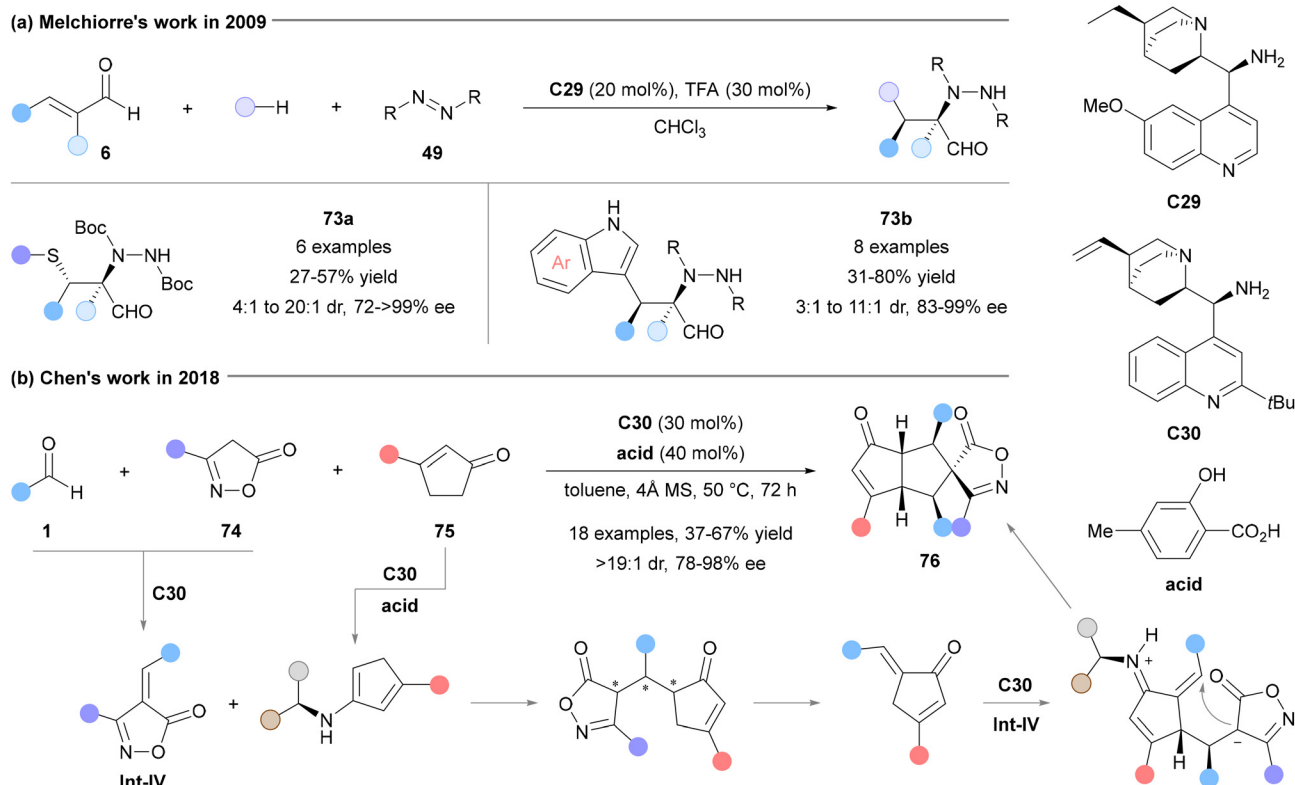 (a) Melchiorre's work in 2009
O
H
6
+
H
+
R
N
N
R
49
C29 (20 mol%), TFA (30 mol%)
CHCl3
R
N
NH
R
CHO
MeO
N
NH2
N
C29
S
Boc
N
NH
Boc
CHO
73a
6 examples
27-57% yield
4:1 to 20:1 dr, 72->99% ee
H
N
Ar
R
N
NH
R
CHO
73b
8 examples
31-80% yield
3:1 to 11:1 dr, 83-99% ee
N
NH2
N
tBu
C30
(b) Chen's work in 2018
O
H
1
+
N
O
O
74
+
O
75
C30 (30 mol%)
acid (40 mol%)
toluene, 4Å MS, 50 °C, 72 h
18 examples, 37-67% yield
>19:1 dr, 78-98% ee
O
H
H
O
O
N
76
OH
Me
CO2H
acid
C30
C30
acid
N
O
O
Int-IV
+
N
H
O
O
N
*
*
*
O
O
C30
Int-IV
H
N
+
H
O
O
N
−